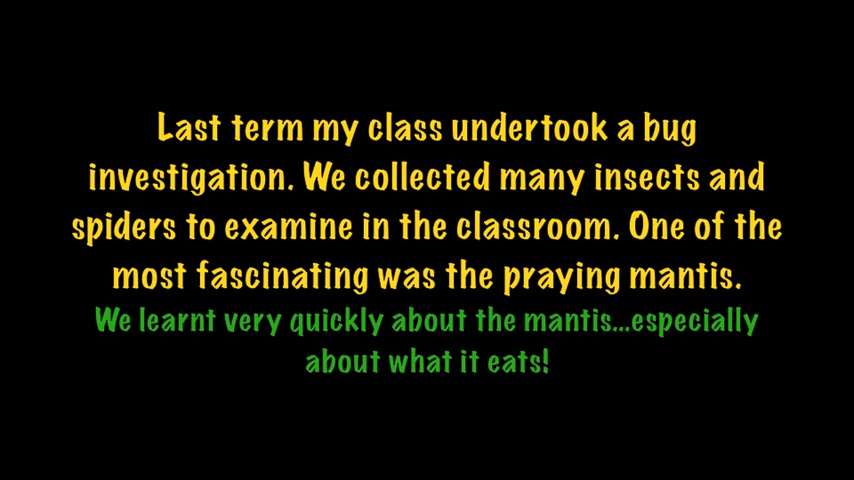 Last term my class undertook a bug
investigation. We collected many insects and
spiders to examine in the classroom. One of the
most fascinating was the praying mantis.
We learnt very quickly about the mantis...especially
about what it eats!